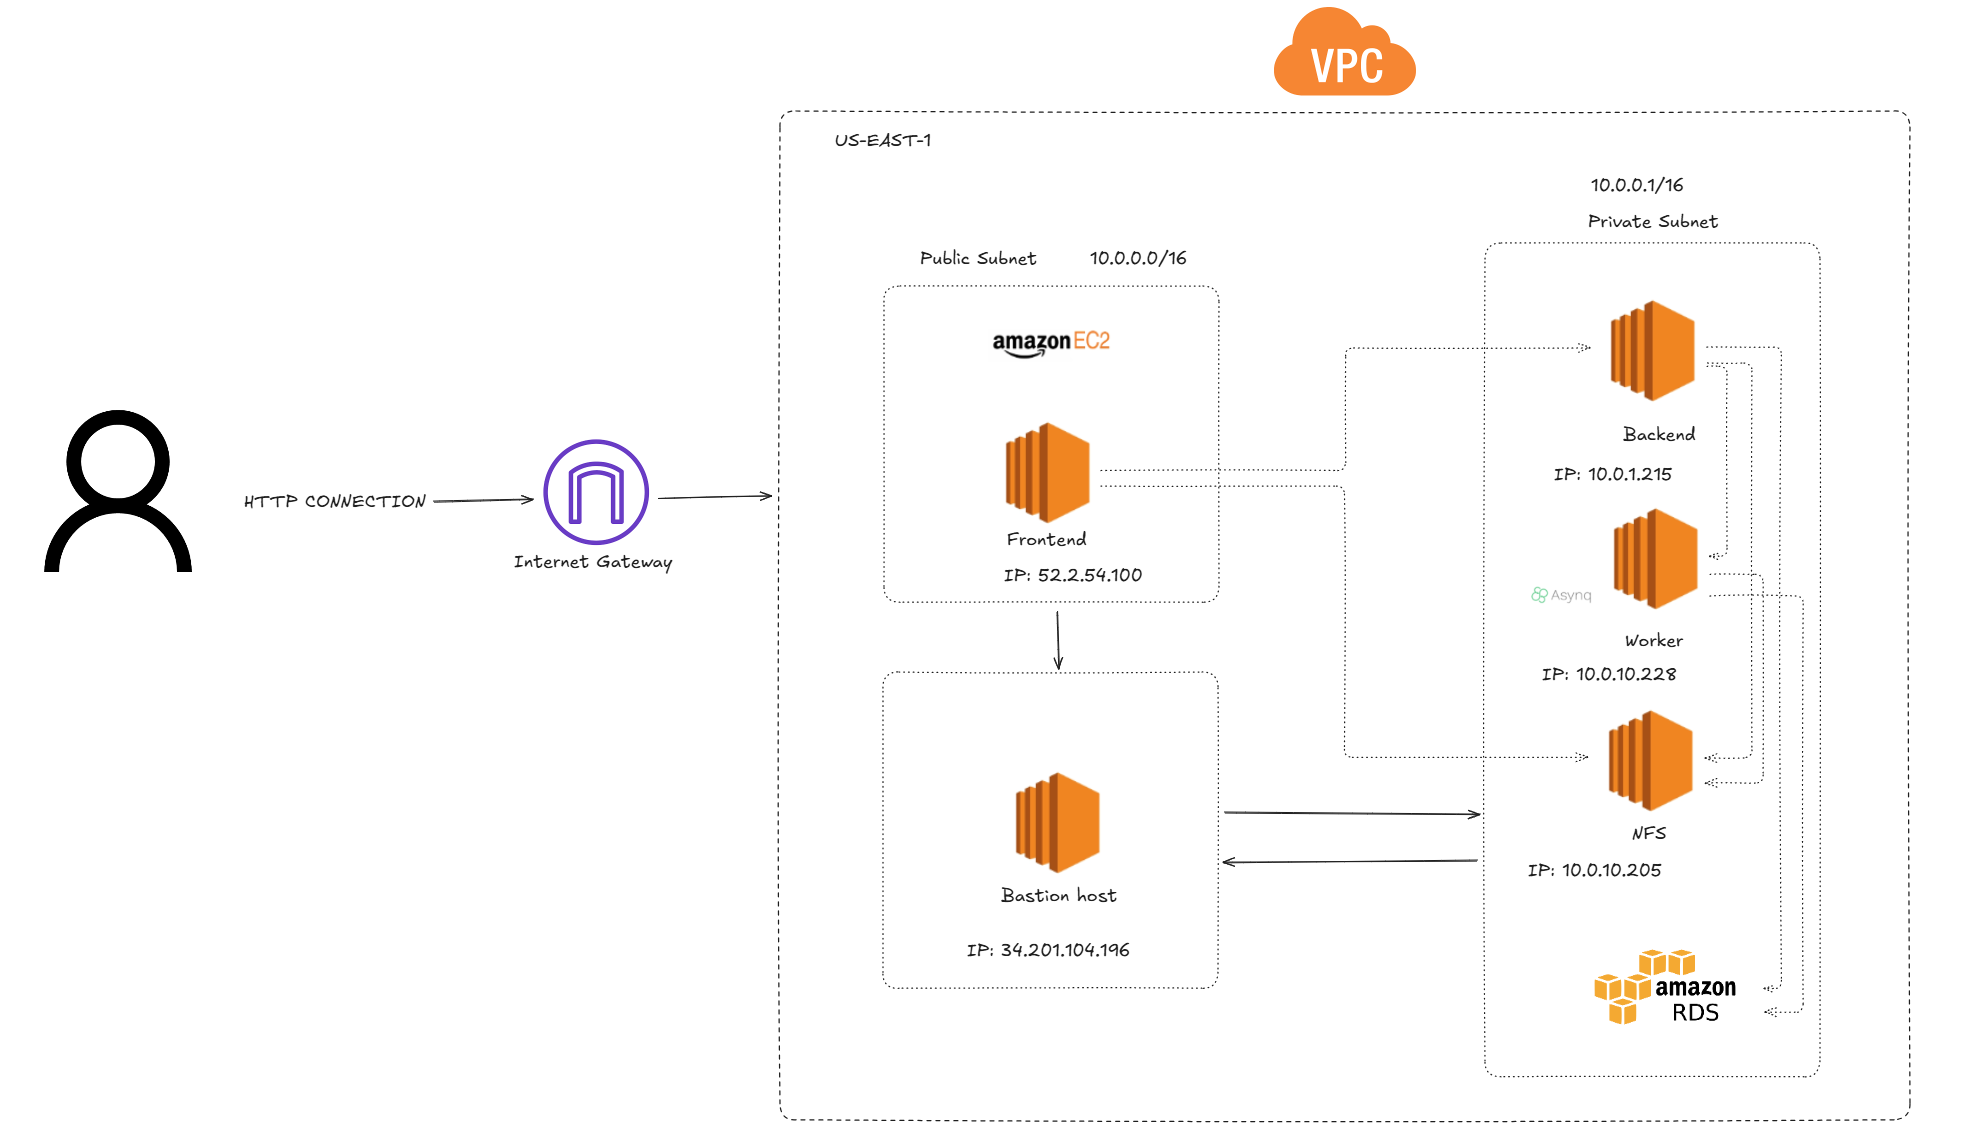 VPC
US-EAST-1
10.0.0.1/16
Private Subnet
Public Subnet 10.0.0.0/16
amazon EC2
Backend
IP: 10.0.1.215
HTTP CONNECTION
Internet Gateway
Frontend
IP: 52.2.54.100
Asynq
Worker
IP: 10.0.10.228
NFS
IP: 10.0.10.205
Bastion host
IP: 34.201.104.196
amazon
RDS